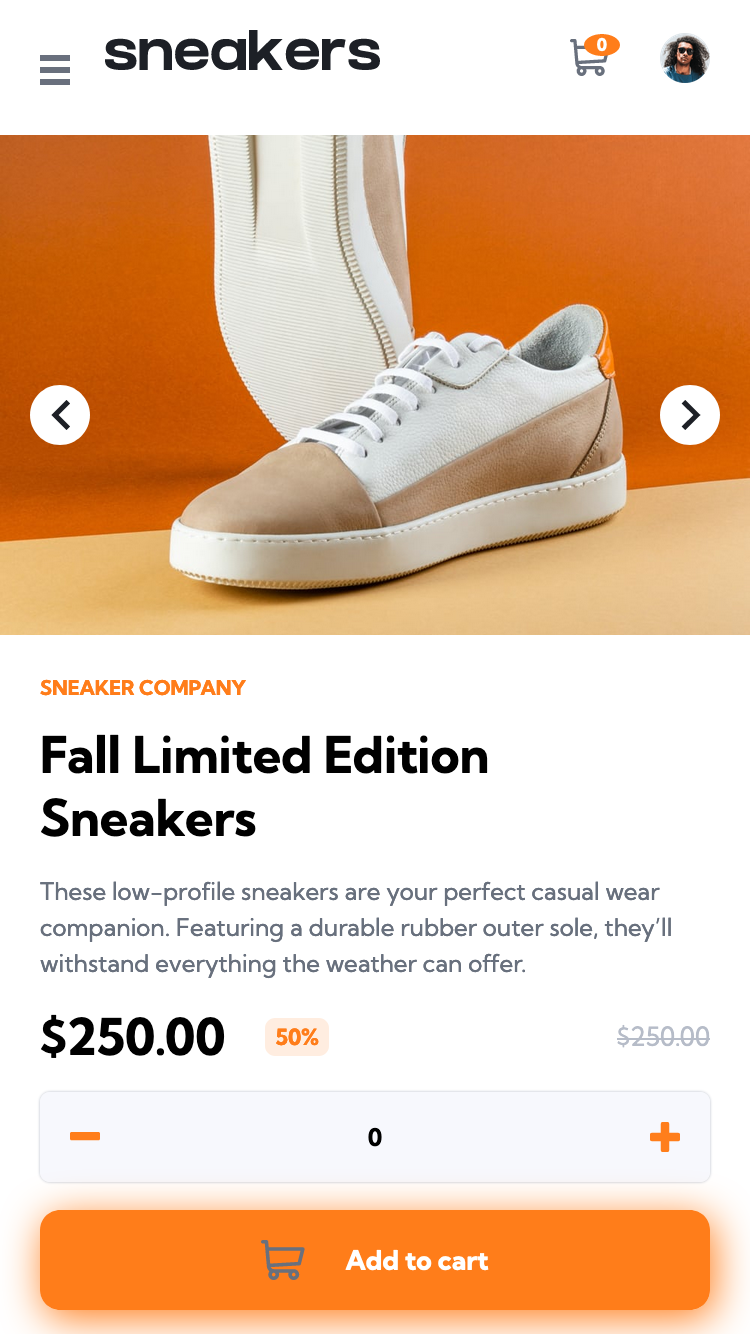 sneakers
0
SNEAKER COMPANY
Fall Limited Edition
Sneakers
These low-profile sneakers are your perfect casual wear
companion. Featuring a durable rubber outer sole, they’ll
withstand everything the weather can offer.
$250.00 50% $250.00
0
Add to cart